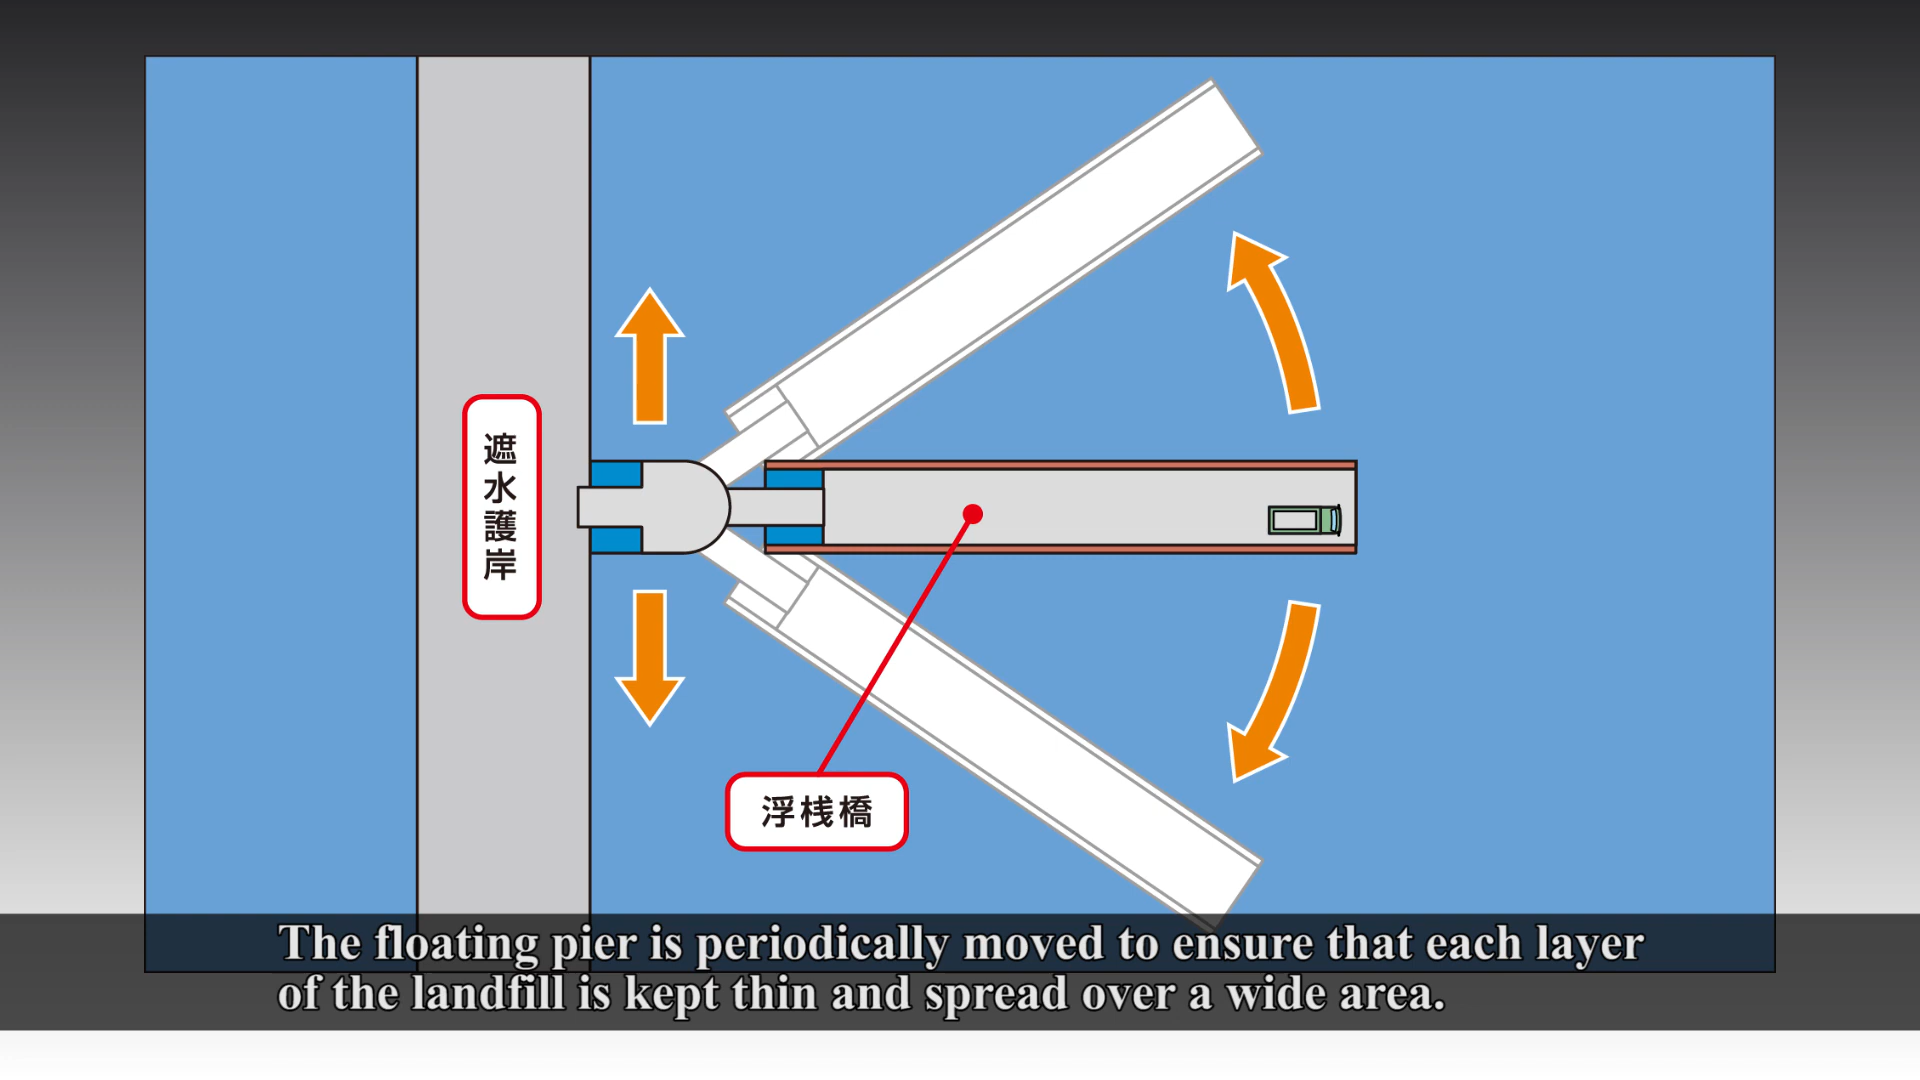 遮水護岸
浮桟橋
The floating pier is periodically moved to ensure that each layer
of the landfill is kept thin and spread over a wide area.